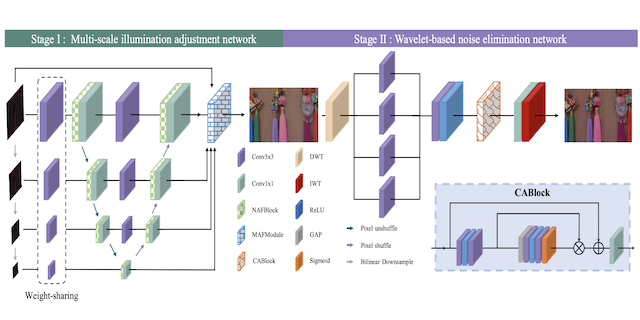 Stage I : Multi-scale illumination adjustment network
Stage II : Wavelet-based noise elimination network
Conv3x3
DWT
Conv1x1
IWT
NAFBlock
ReLU
MAFModule
GAP
CABlock
Sigmoid
Pixel unshuffle
Pixel shuffle
Bilinear Downsample
CABlock
Weight-sharing